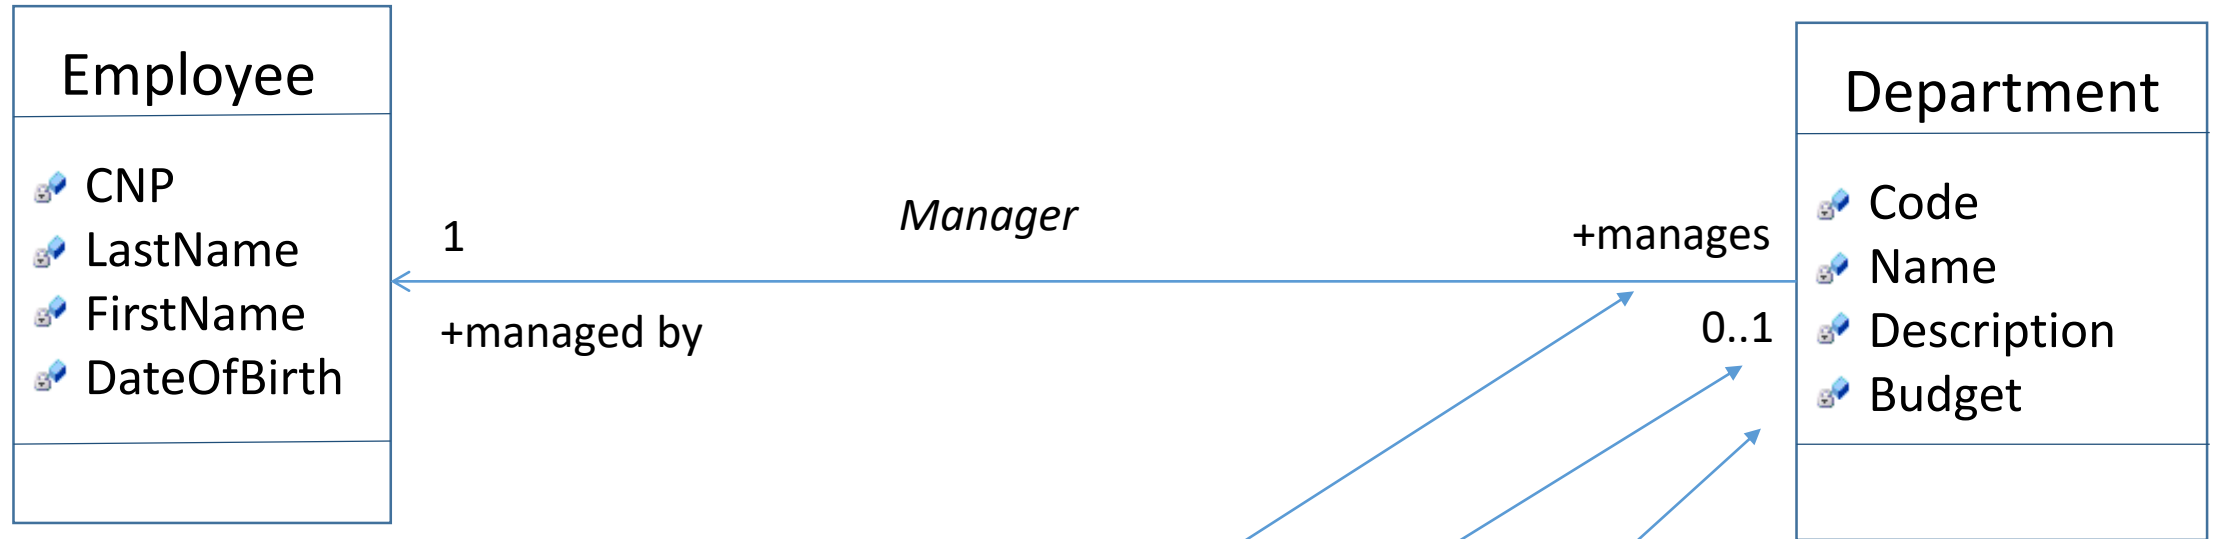 Employee
CNP
LastName
FirstName
DateOfBirth
1
Manager
+manages
+managed by
0..1
Department
Code
Name
Description
Budget